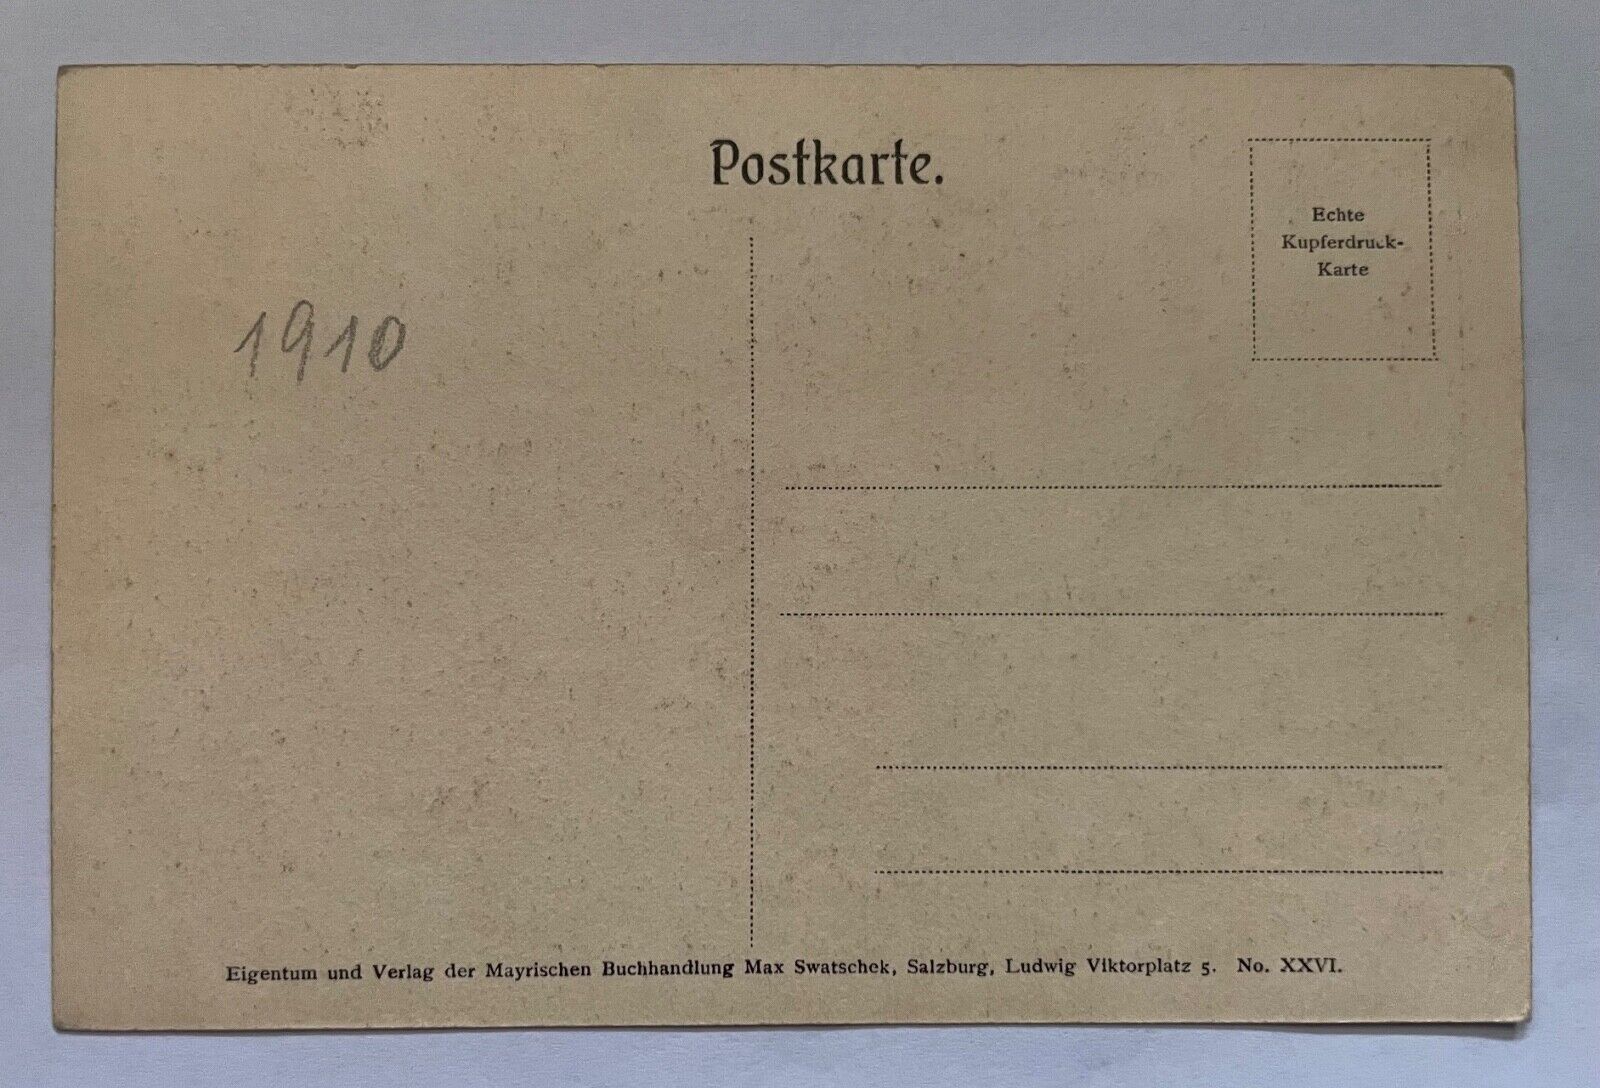 Postkarte.
Echte
Kupferdruck-
Karte
1910
Eigentum und Verlag der Mayrischen Buchhandlung Max Swatschek, Salzburg, Ludwig Viktorplatz 5. No. XXVI.